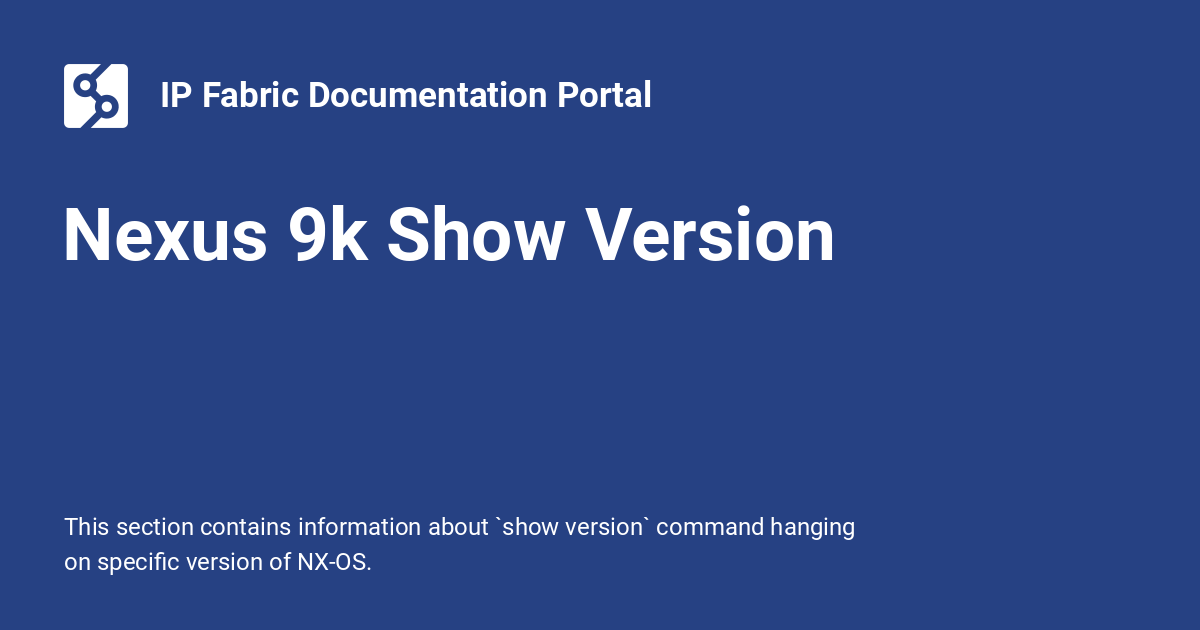 IP Fabric Documentation Portal
Nexus 9k Show Version
This section contains information about `show version` command hanging
on specific version of NX-OS.